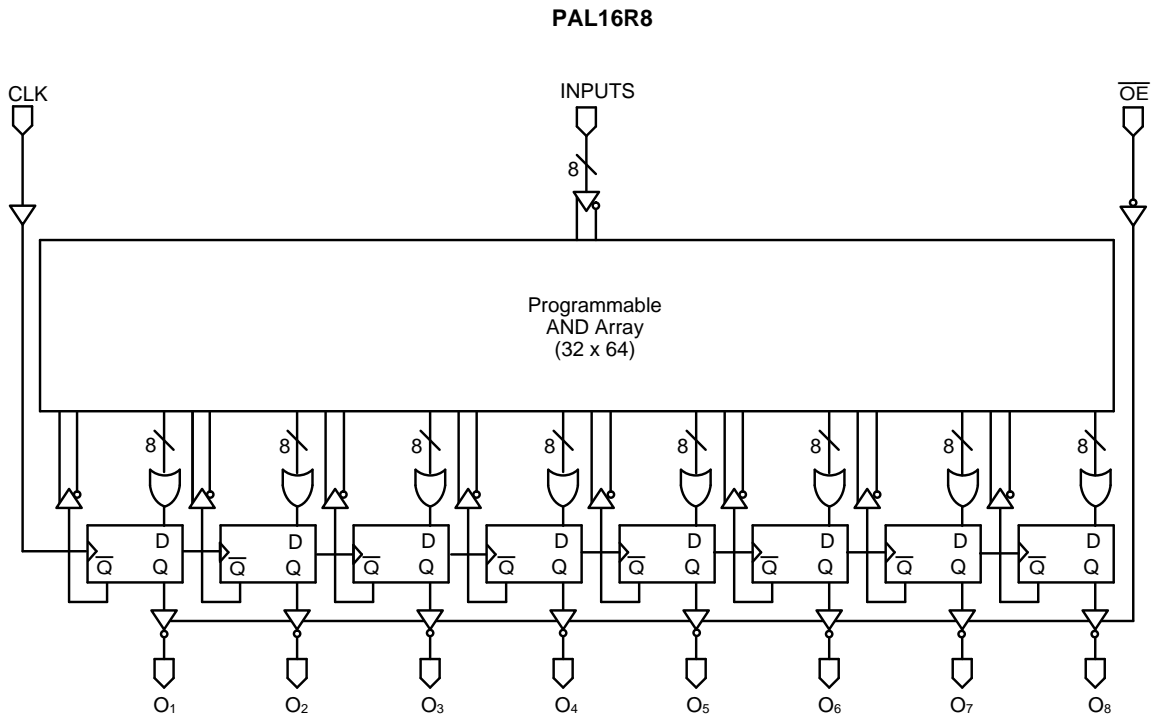 PAL16R8
CLK INPUTS O̅E̅
8
Programmable
AND Array
(32 x 64)
8 8 8 8 8 8 8 8
D D D D D D D D
Q̅ Q Q̅ Q Q̅ Q Q̅ Q Q̅ Q Q̅ Q Q̅ Q Q̅ Q
O₁ O₂ O₃ O₄ O₅ O₆ O₇ O₈